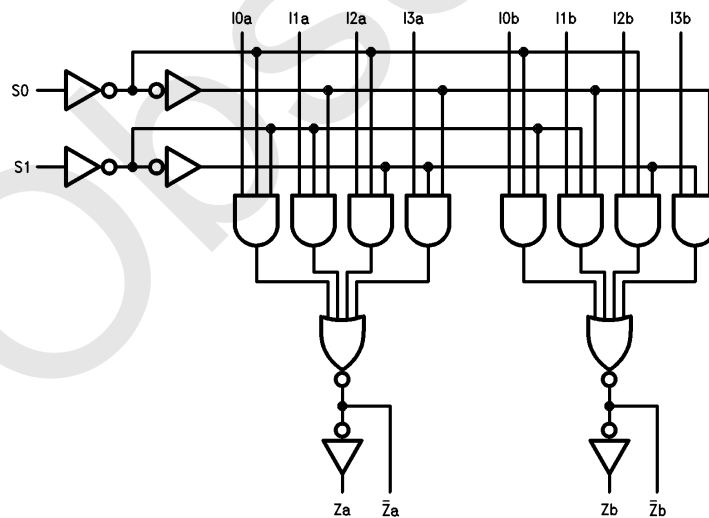 I0a I1a I2a I3a I0b I1b I2b I3b
S0
S1
Za Z̄a Zb Z̄b